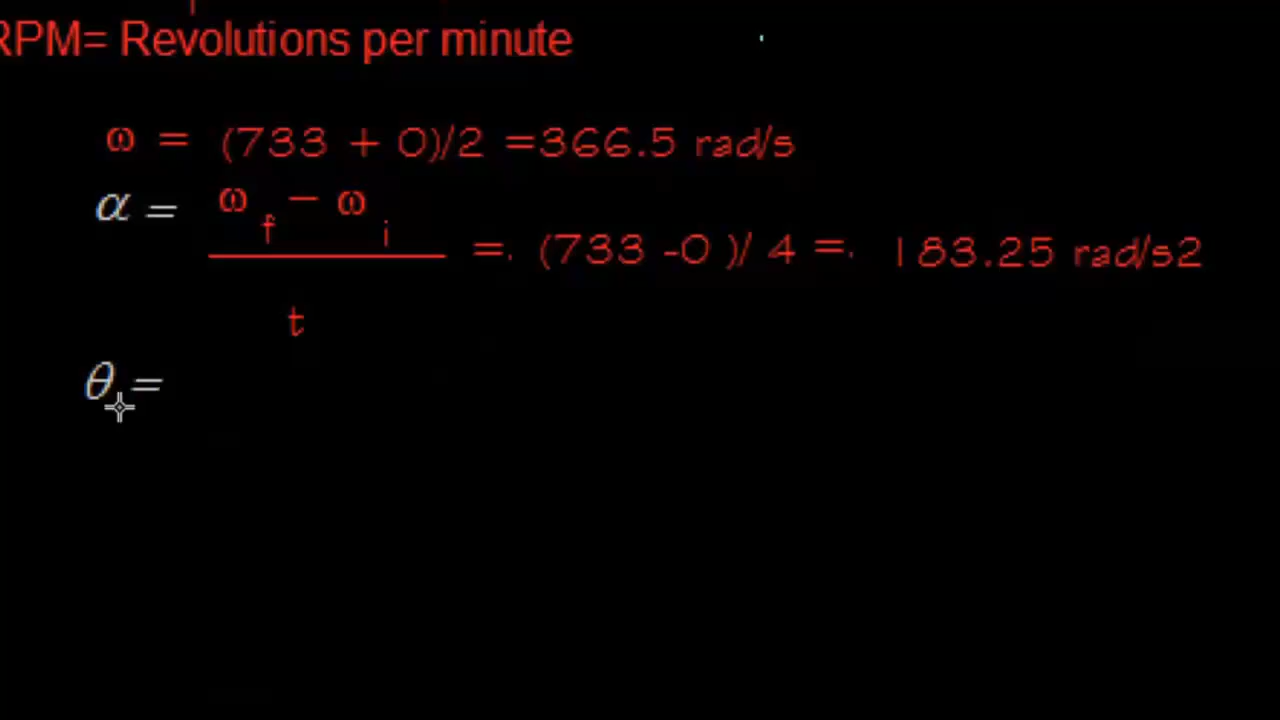 RPM= Revolutions per minute
ω = (733 + 0)/2 =366.5 rad/s
α = ω f − ω i
=. (733 -0 )/ 4 =. 183.25 rad/s2
t
θ =